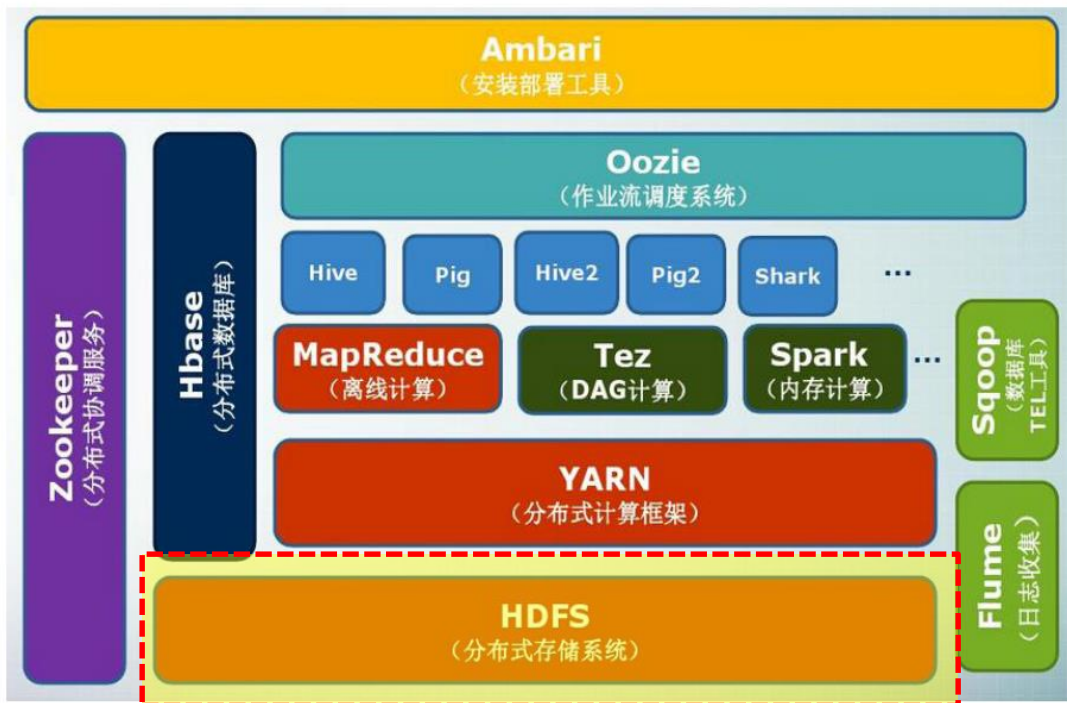 Ambari
（安装部署工具）
Zookeeper
（分布式协调服务）
Hbase
（分布式数据库）
Oozie
（作业流调度系统）
Hive
Pig
Hive2
Pig2
Shark
...
MapReduce
（离线计算）
Tez
（DAG计算）
Spark
（内存计算）
...
YARN
（分布式计算框架）
Sqoop
（数据库
TEL工具）
Flume
（日志收集）
HDFS
（分布式存储系统）